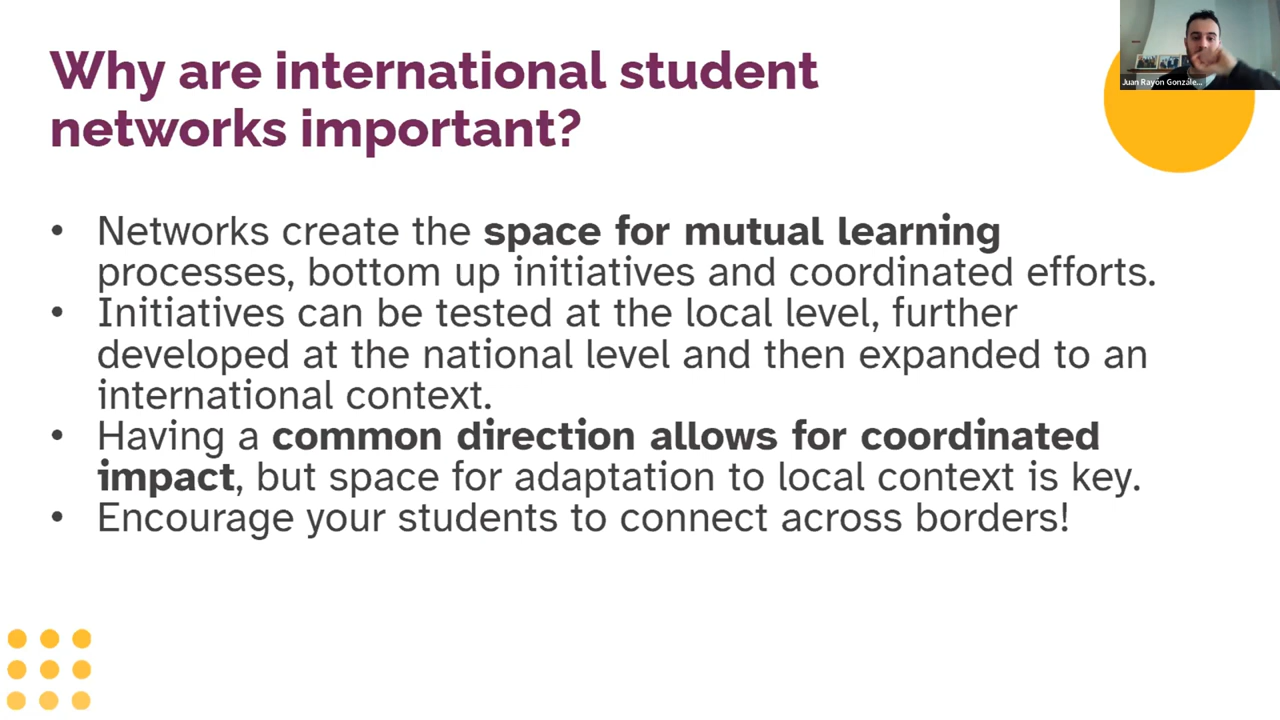 Why are international student
networks important?
Juan Rayón Gonzále...
• Networks create the space for mutual learning
processes, bottom up initiatives and coordinated efforts.
• Initiatives can be tested at the local level, further
developed at the national level and then expanded to an
international context.
• Having a common direction allows for coordinated
impact, but space for adaptation to local context is key.
• Encourage your students to connect across borders!